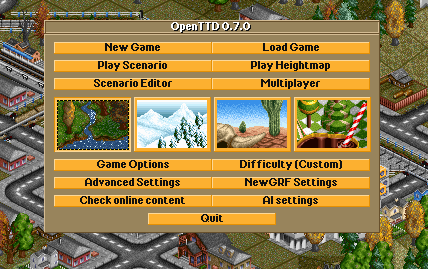 OpenTTD 0.7.0
New Game Load Game
Play Scenario Play Heightmap
Scenario Editor Multiplayer
Game Options Difficulty (Custom)
Advanced Settings NewGRF Settings
Check online content AI settings
Quit